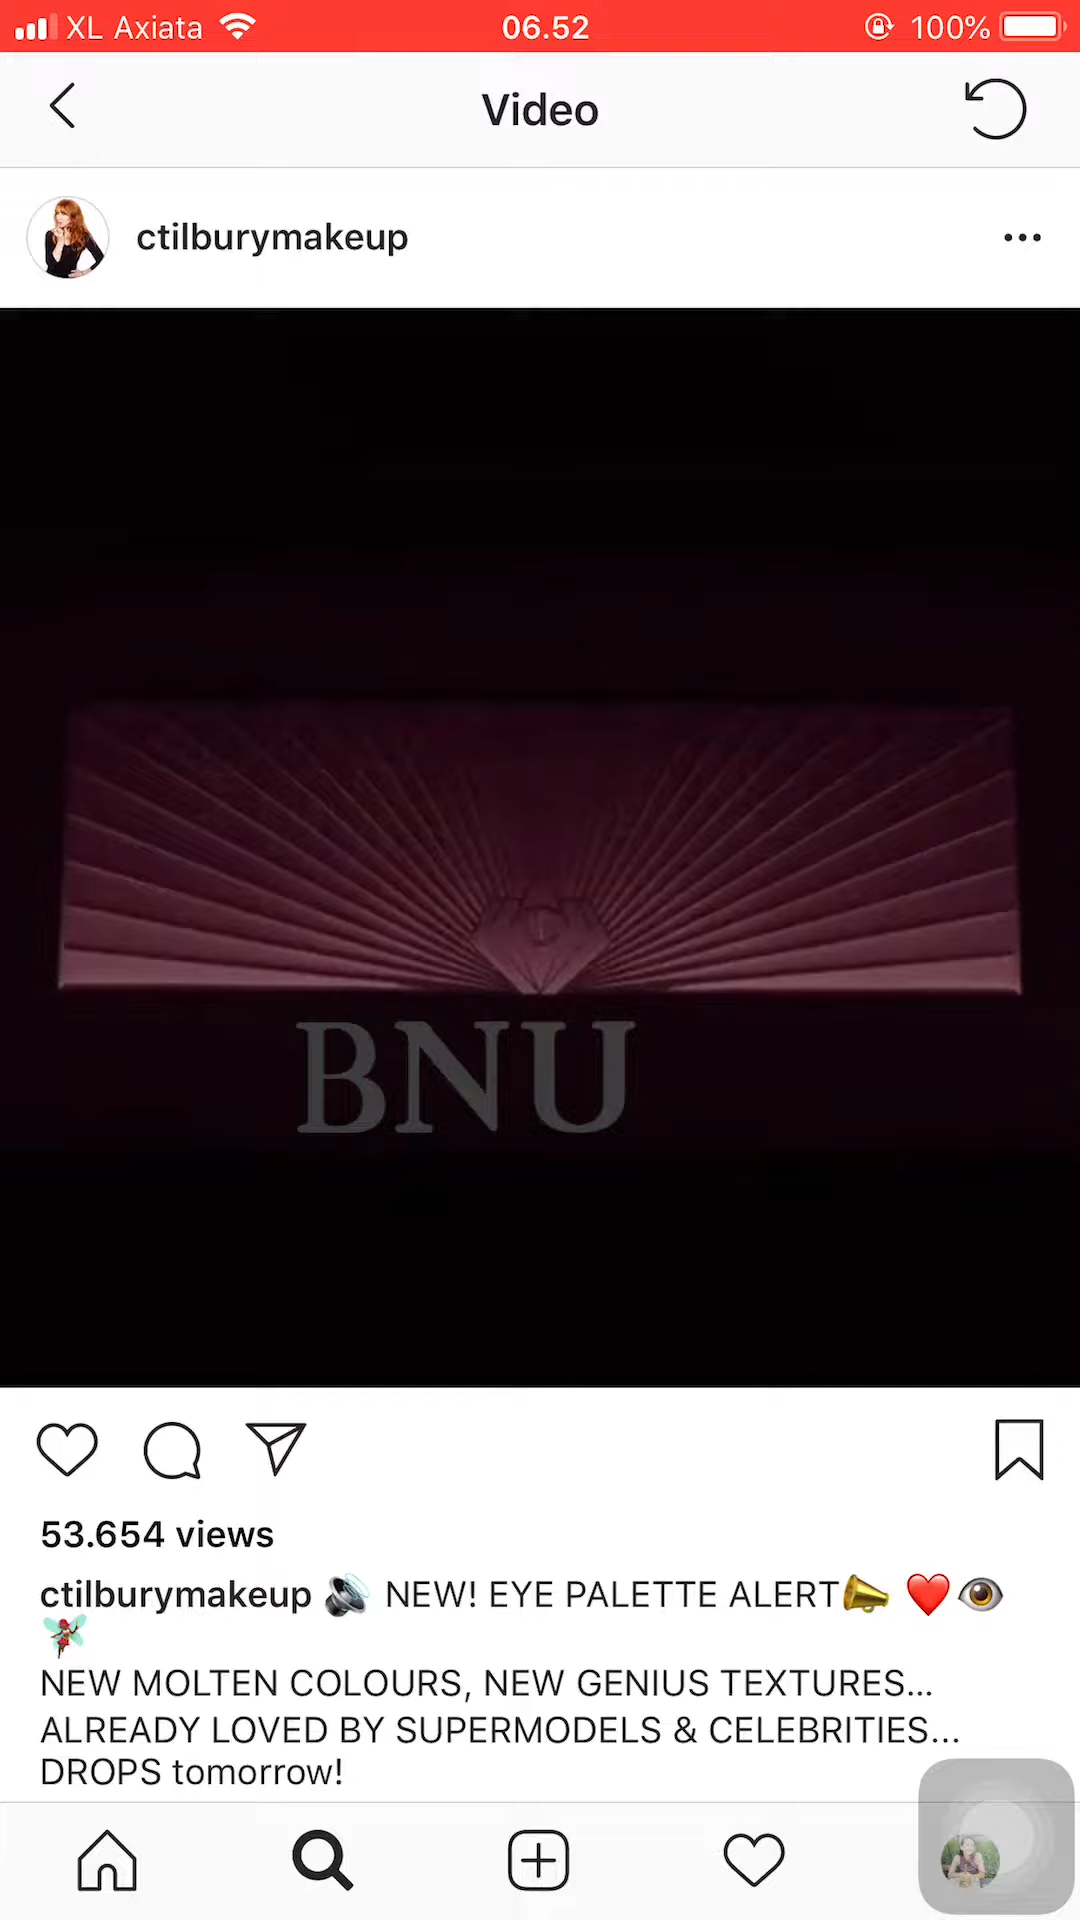 XL Axiata
06.52
100%
Video
ctilburymakeup
BNU
53.654 views
ctilburymakeup 🔊 NEW! EYE PALETTE ALERT📣 ❤️👁️
🧚
NEW MOLTEN COLOURS, NEW GENIUS TEXTURES...
ALREADY LOVED BY SUPERMODELS & CELEBRITIES...
DROPS tomorrow!